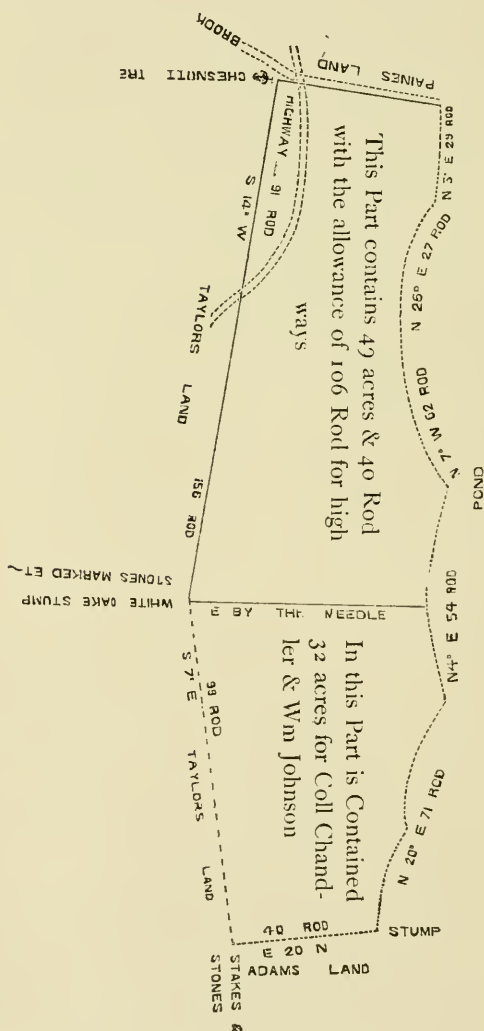 BROOK
PAINES LAND
CHESNUTT TRE
HIGHWAY — 91 ROD
S 14° W
TAYLORS LAND
156 ROD
N 5° E 29 ROD
N 26° E 27 ROD
N 7° W 62 ROD
POND
This Part contains 49 acres & 40 Rod
with the allowance of 106 Rod for high
ways
STONES MARKED ET
WHITE OAKE STUMP
E BY THE NEEDLE
N 4° E 54 ROD
In this Part is Contained
32 acres for Coll Chand-
ler & Wm Johnson
N 20° E 71 ROD
99 ROD
S 7° E
TAYLORS LAND
40 ROD
E 20 N
STUMP
ADAMS LAND
STAKES &
STONES